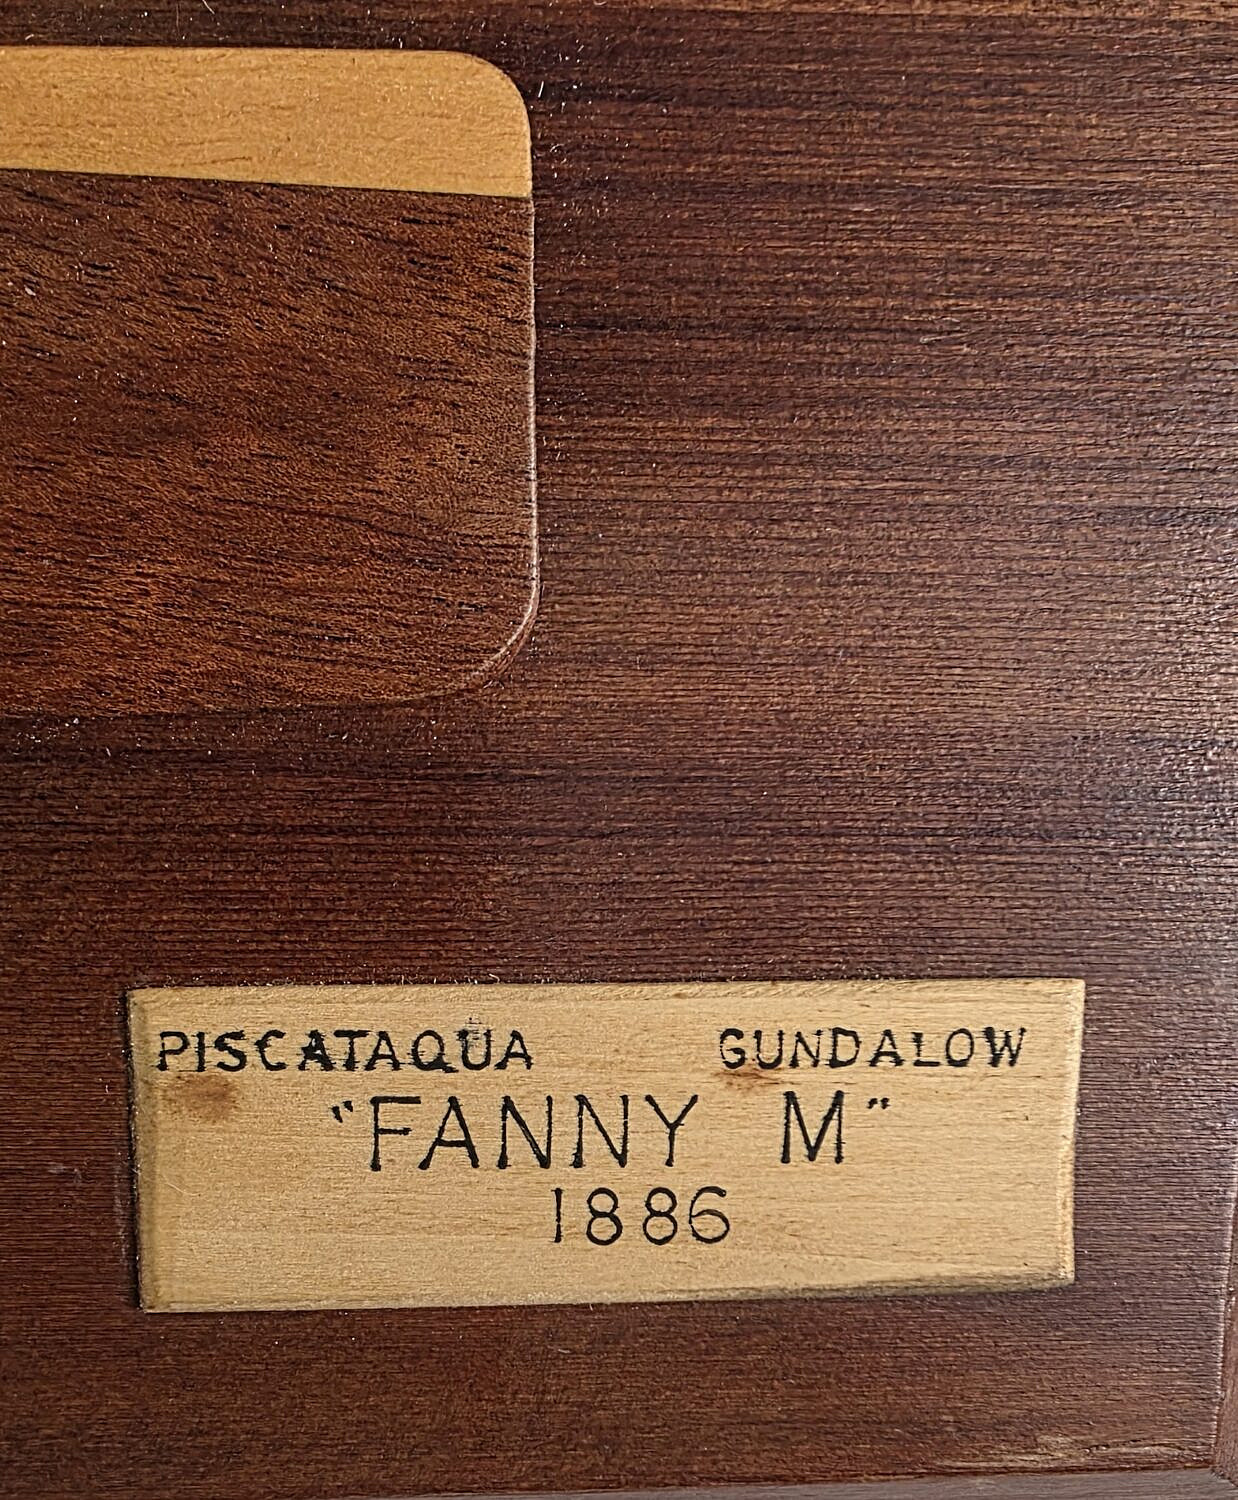 PISCATAQUA GUNDALOW
"FANNY M"
1886